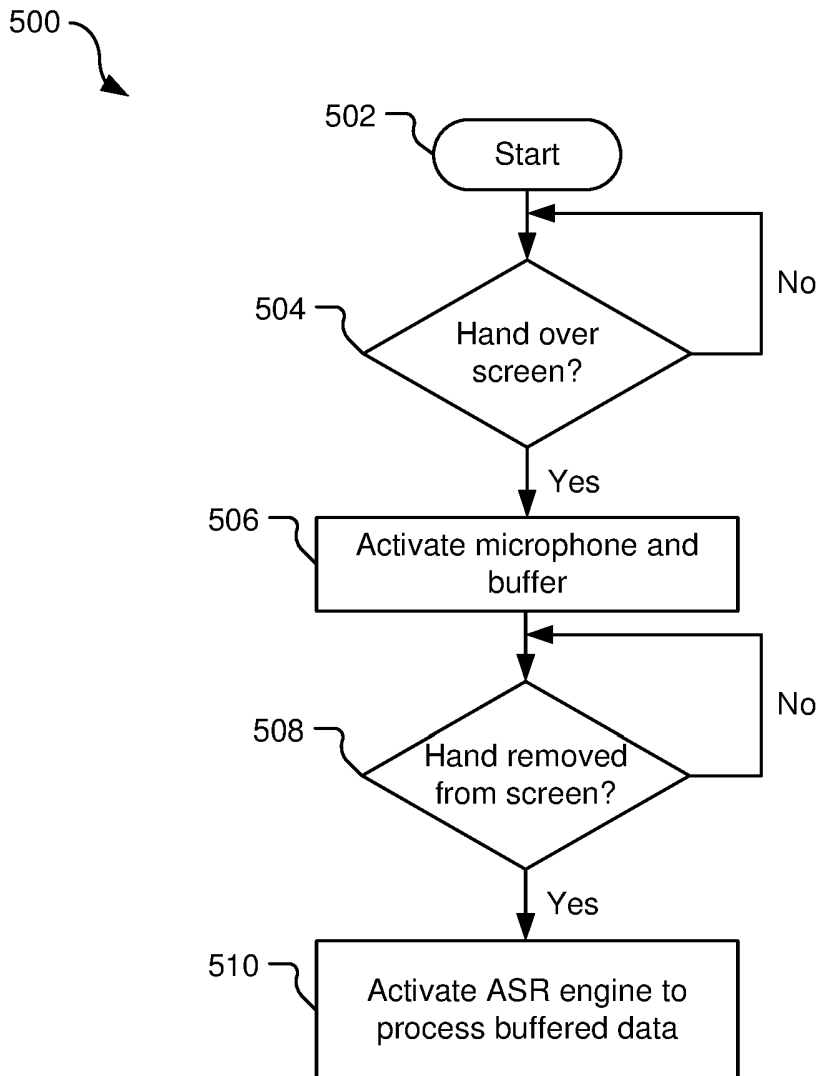 500
502
Start
No
504
Hand over
screen?
Yes
506
Activate microphone and
buffer
No
508
Hand removed
from screen?
Yes
510
Activate ASR engine to
process buffered data